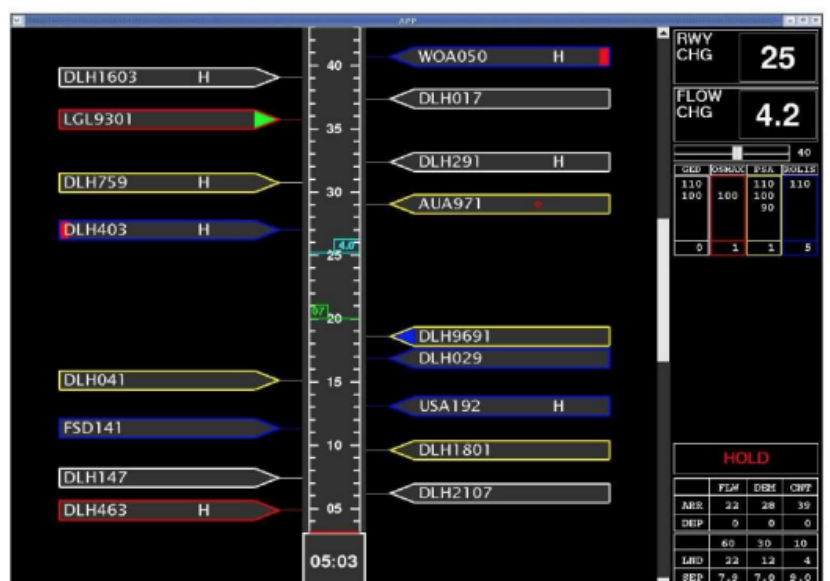 APP
DLH1603 H
LGL9301
DLH759 H
DLH403 H
DLH041
FSD141
DLH147
DLH463 H
40
35
30
4.0
25
07
20
15
10
05
05:03
WOA050 H
DLH017
DLH291 H
AUA971
DLH9691
DLH029
USA192 H
DLH1801
DLH2107
RWY CHG 25
FLOW CHG 4.2
40
GED OSMAX PSA ROLIS
110 110 110
100 100 100
90
0 1 1 5
HOLD
FLW DEM CNT
ARR 22 28 39
DEP 0 0 0
60 30 10
LND 22 12 4
SEP 7.9 7.0 9.0